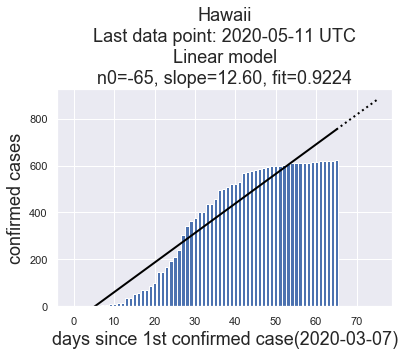 Hawaii
Last data point: 2020-05-11 UTC
Linear model
n0=-65, slope=12.60, fit=0.9224
confirmed cases
800
600
400
200
0
0 10 20 30 40 50 60 70
days since 1st confirmed case(2020-03-07)